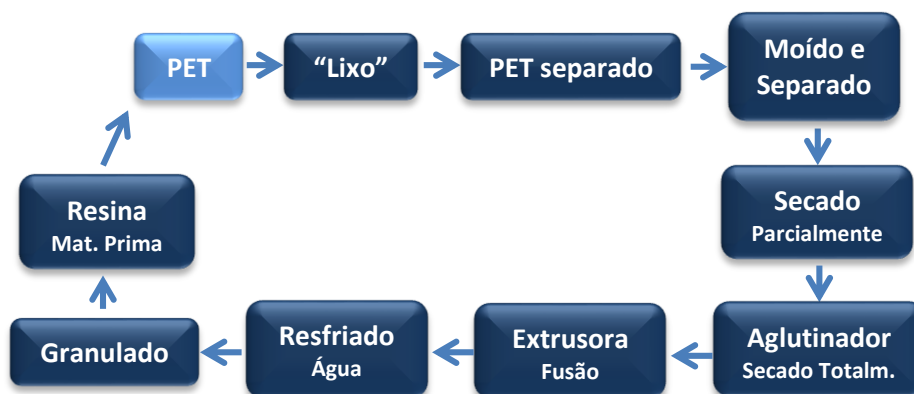 PET
“Lixo”
PET separado
Moído e
Separado
Secado
Parcialmente
Aglutinador
Secado Totalm.
Extrusora
Fusão
Resfriado
Água
Granulado
Resina
Mat. Prima